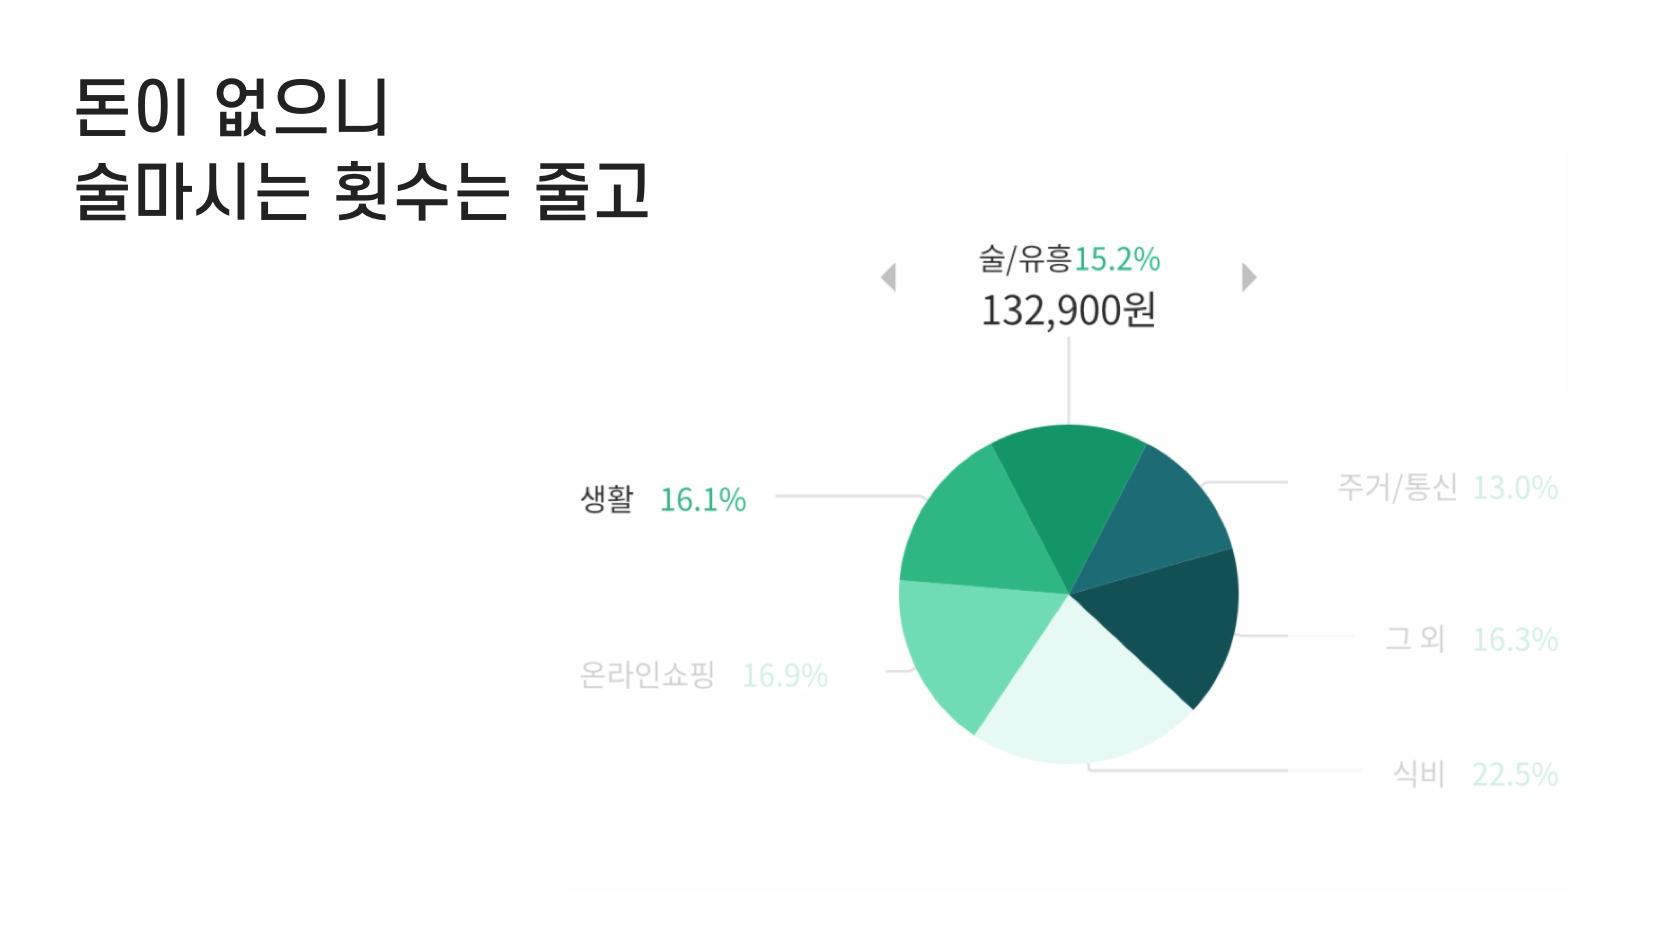 돈이 없으니
술마시는 횟수는 줄고
술/유흥15.2%
132,900원
생활 16.1%
주거/통신 13.0%
그 외 16.3%
온라인쇼핑 16.9%
식비 22.5%